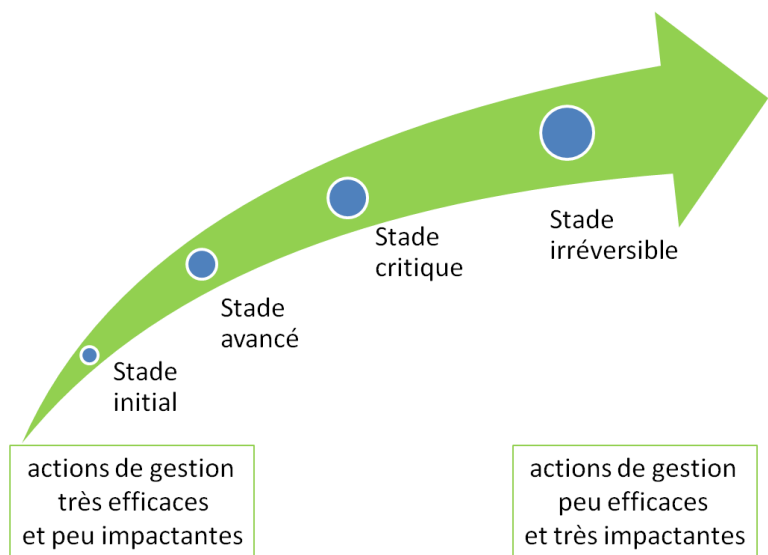 Stade
initial
Stade
avancé
Stade
critique
Stade
irréversible
actions de gestion
très efficaces
et peu impactantes
actions de gestion
peu efficaces
et très impactantes